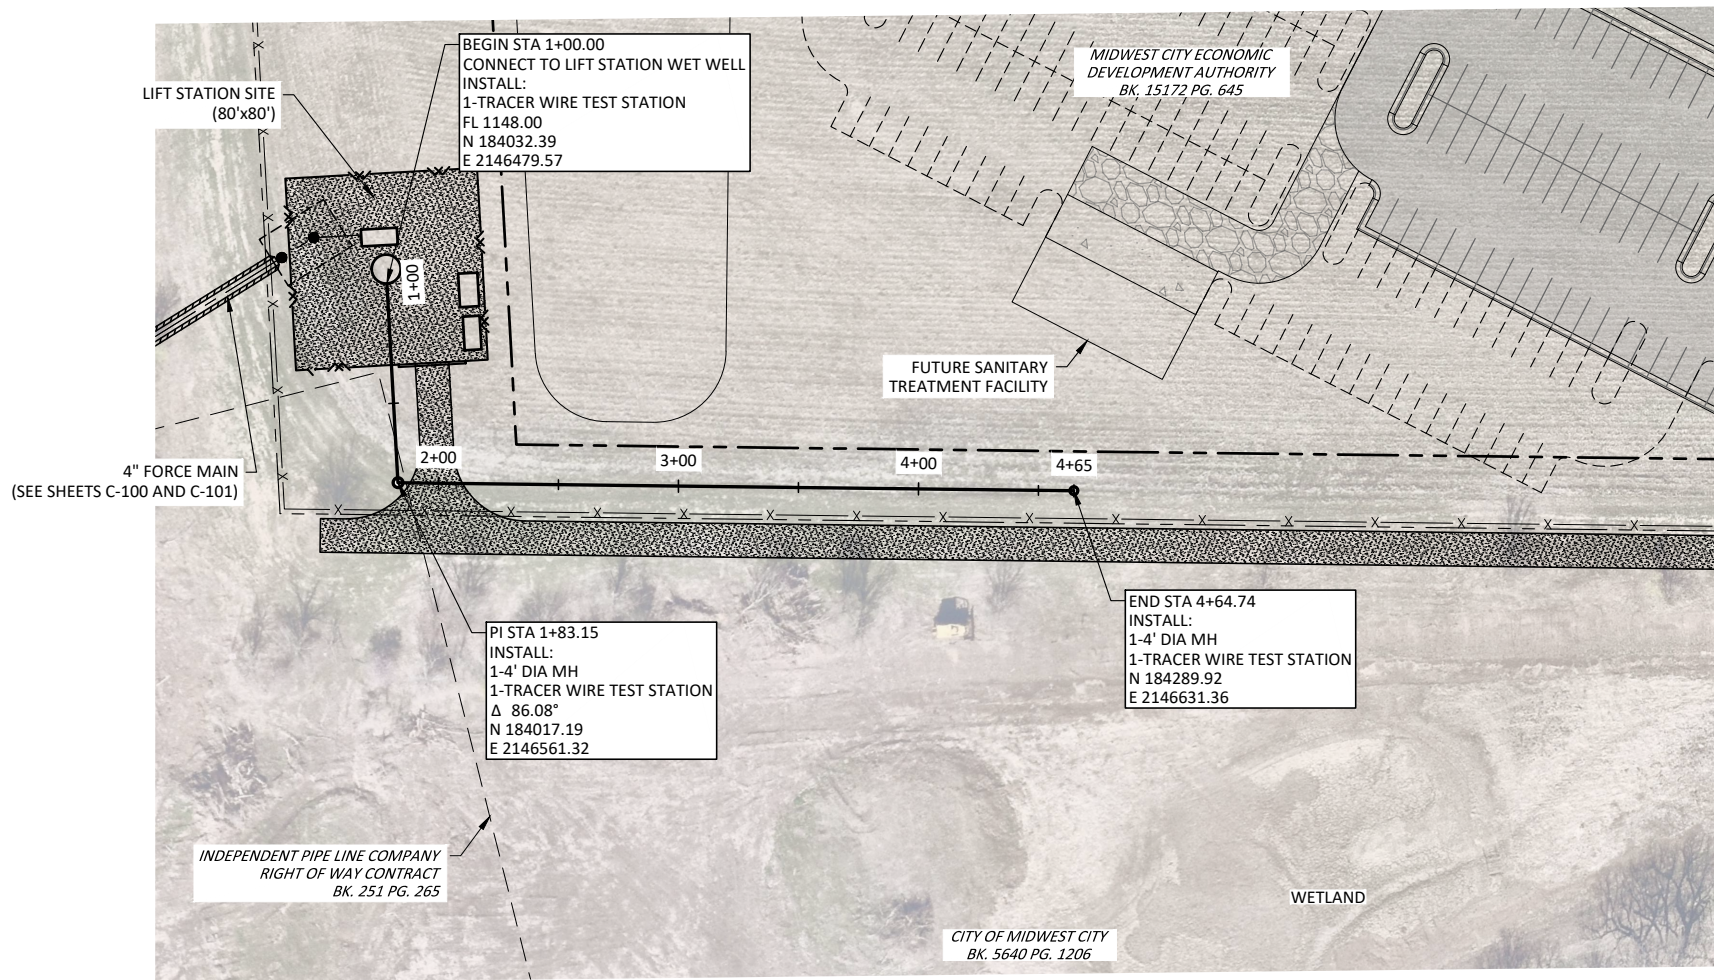 BEGIN STA 1+00.00
CONNECT TO LIFT STATION WET WELL
INSTALL:
1-TRACER WIRE TEST STATION
FL 1148.00
N 184032.39
E 2146479.57
MIDWEST CITY ECONOMIC
DEVELOPMENT AUTHORITY
BK. 15172 PG. 645
LIFT STATION SITE
(80'x80')
1+00
FUTURE SANITARY
TREATMENT FACILITY
4" FORCE MAIN
(SEE SHEETS C-100 AND C-101)
2+00
3+00
4+00
4+65
PI STA 1+83.15
INSTALL:
1-4' DIA MH
1-TRACER WIRE TEST STATION
Δ 86.08°
N 184017.19
E 2146561.32
END STA 4+64.74
INSTALL:
1-4' DIA MH
1-TRACER WIRE TEST STATION
N 184289.92
E 2146631.36
INDEPENDENT PIPE LINE COMPANY
RIGHT OF WAY CONTRACT
BK. 251 PG. 265
WETLAND
CITY OF MIDWEST CITY
BK. 5640 PG. 1206